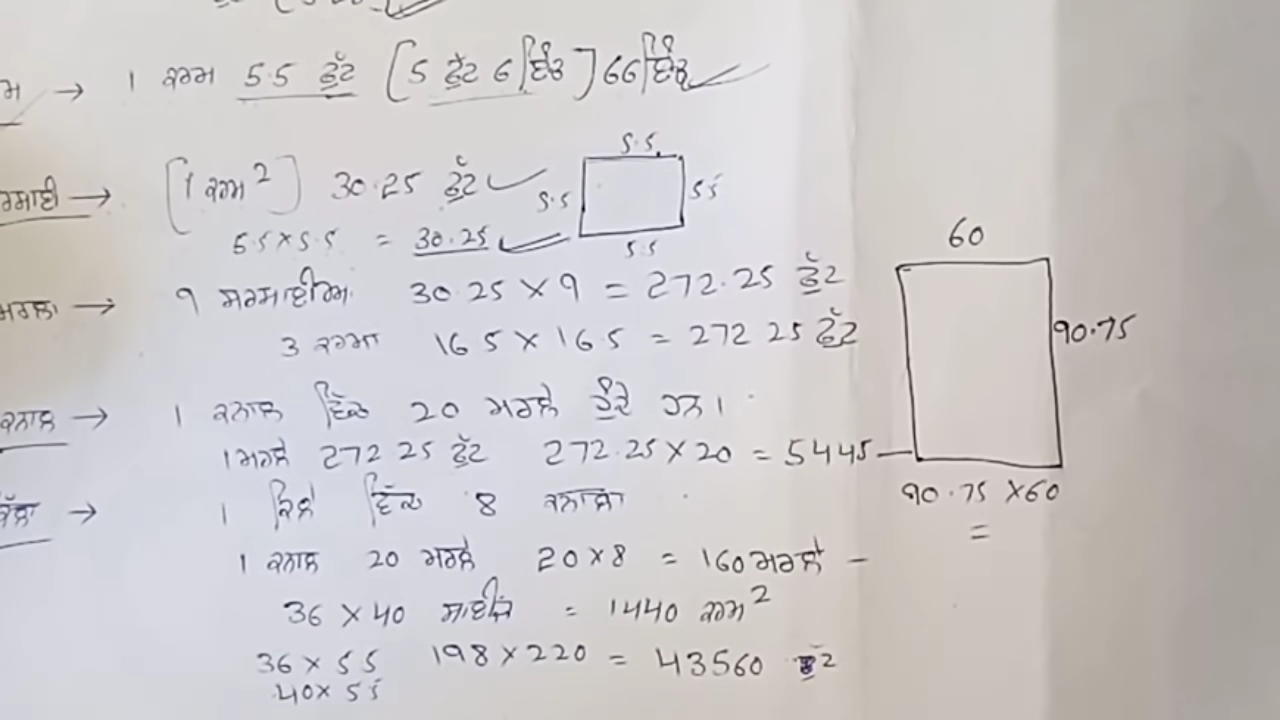 ਮ → 1 ਕਰਮ 5.5 ਫੁੱਟ [5 ਫੁੱਟ 6 ਇੰਚ] 66 ਇੰਚ
ਰਸਾਹੀ → [1 ਕਰਮ²] 30.25 ਫੁੱਟ
5.5
5.5
5.5
5.5
5.5×5.5 = 30.25
ਮਰਲਾ → 9 ਸਰਸਾਹੀਆਂ 30.25 × 9 = 272.25 ਫੁੱਟ
3 ਕਰਮਾ 16.5 × 16.5 = 272.25 ਫੁੱਟ
ਕਨਾਲ → 1 ਕਨਾਲ ਵਿੱਚ 20 ਮਰਲੇ ਹੁੰਦੇ ਹਨ।
1 ਮਰਲੇ 272.25 ਫੁੱਟ 272.25 × 20 = 5445 —
→ 1 ਕਿਲੇ ਵਿੱਚ 8 ਕਨਾਲਾ
1 ਕਨਾਲ 20 ਮਰਲੇ 20×8 = 160 ਮਰਲੇ —
36 × 40 ਸਾਈਜ਼ = 1440 ਕਰਮ²
36 × 5.5 198 × 220 = 43560 ²
40 × 5.5
60
90.75
90.75 × 60
=